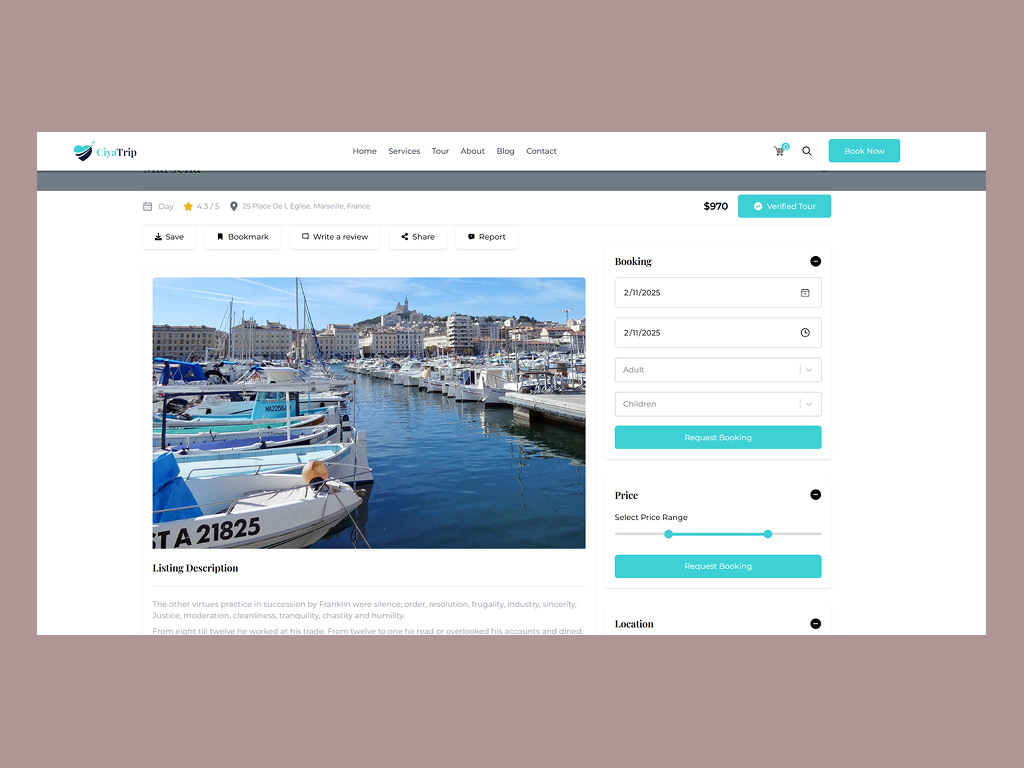 CiyaTrip
Home Services Tour About Blog Contact
0
Book Now
Day 4.3 / 5 25 Place De L Eglise, Marseille, France
$970
Verified Tour
Save Bookmark Write a review Share Report
MA22564
STA 21825
Listing Description
The other virtues practice in succession by Franklin were silence, order, resolution, frugality, industry, sincerity,
Justice, moderation, cleanliness, tranquility, chastity and humility.
From eight till twelve he worked at his trade. From twelve to one he read or overlooked his accounts and dined.
Booking
2/11/2025
2/11/2025
Adult
Children
Request Booking
Price
Select Price Range
Request Booking
Location